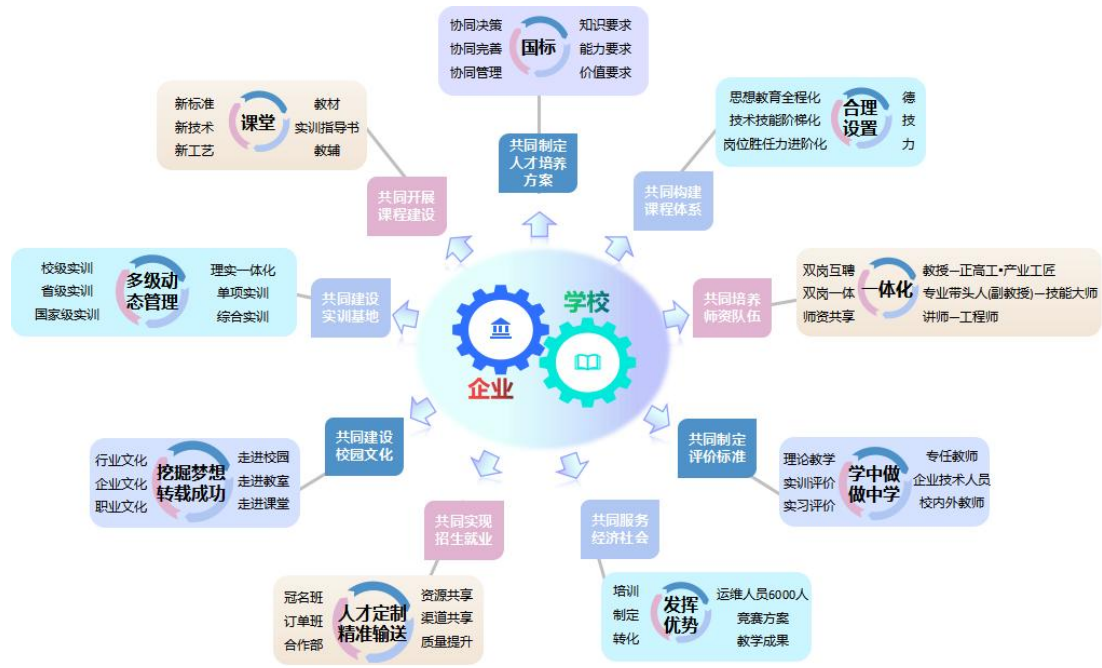 协同决策
协同完善
协同管理
国标
知识要求
能力要求
价值要求
共同制定
人才培养
方案
思想教育全程化
技术技能阶梯化
岗位胜任力进阶化
合理
设置
德
技
力
共同构建
课程体系
双岗互聘
双岗一体
师资共享
一体化
教授—正高工•产业工匠
专业带头人(副教授)—技能大师
讲师—工程师
共同培养
师资队伍
理论教学
实训评价
实习评价
学中做
做中学
专任教师
企业技术人员
校内外教师
共同制定
评价标准
培训
制定
转化
发挥
优势
运维人员6000人
竞赛方案
教学成果
共同服务
经济社会
冠名班
订单班
合作部
人才定制
精准输送
资源共享
渠道共享
质量提升
共同实现
招生就业
行业文化
企业文化
职业文化
挖掘梦想
转载成功
走进校园
走进教室
走进课堂
共同建设
校园文化
校级实训
省级实训
国家级实训
多级动
态管理
理实一体化
单项实训
综合实训
共同建设
实训基地
新标准
新技术
新工艺
课堂
教材
实训指导书
教辅
共同开展
课程建设
学校
企业